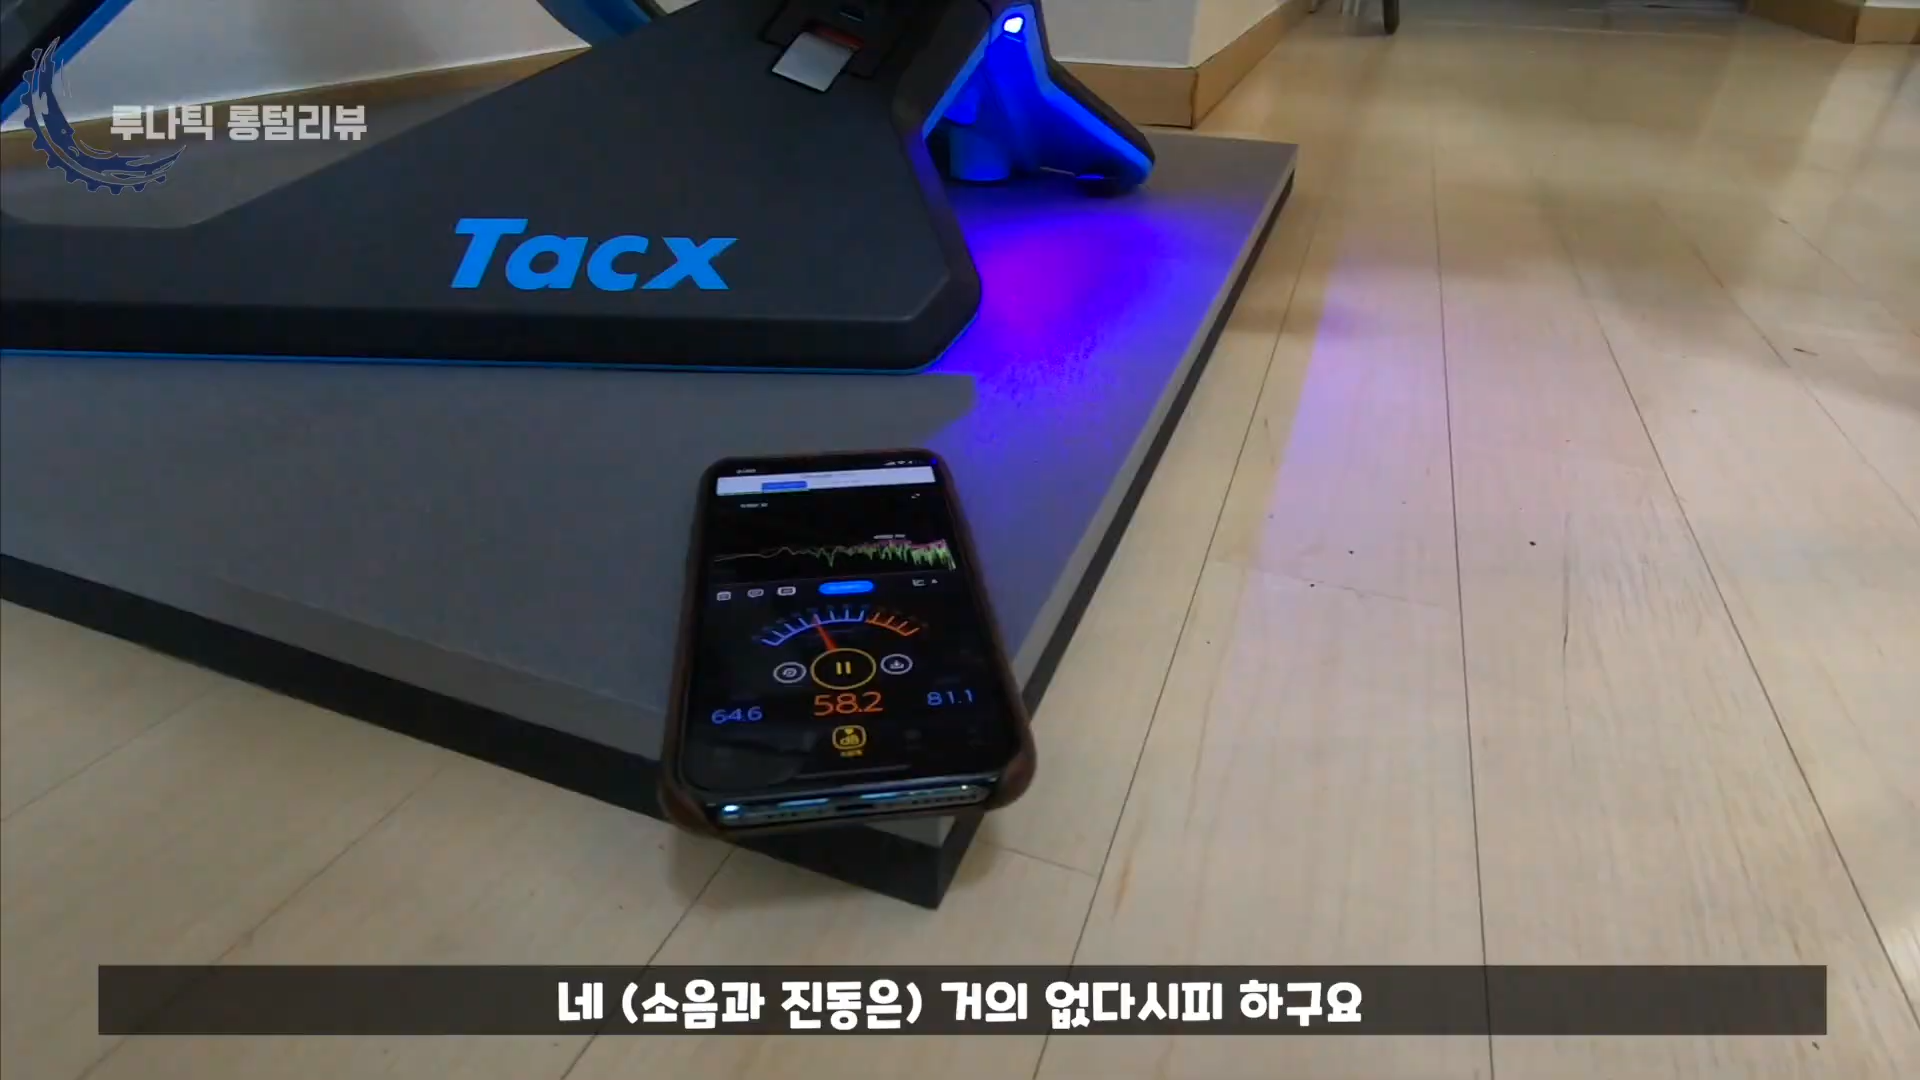 루나틱 롱텀리뷰
Tacx
64.6
58.2
81.1
dB
네 (소음과 진동은) 거의 없다시피 하구요